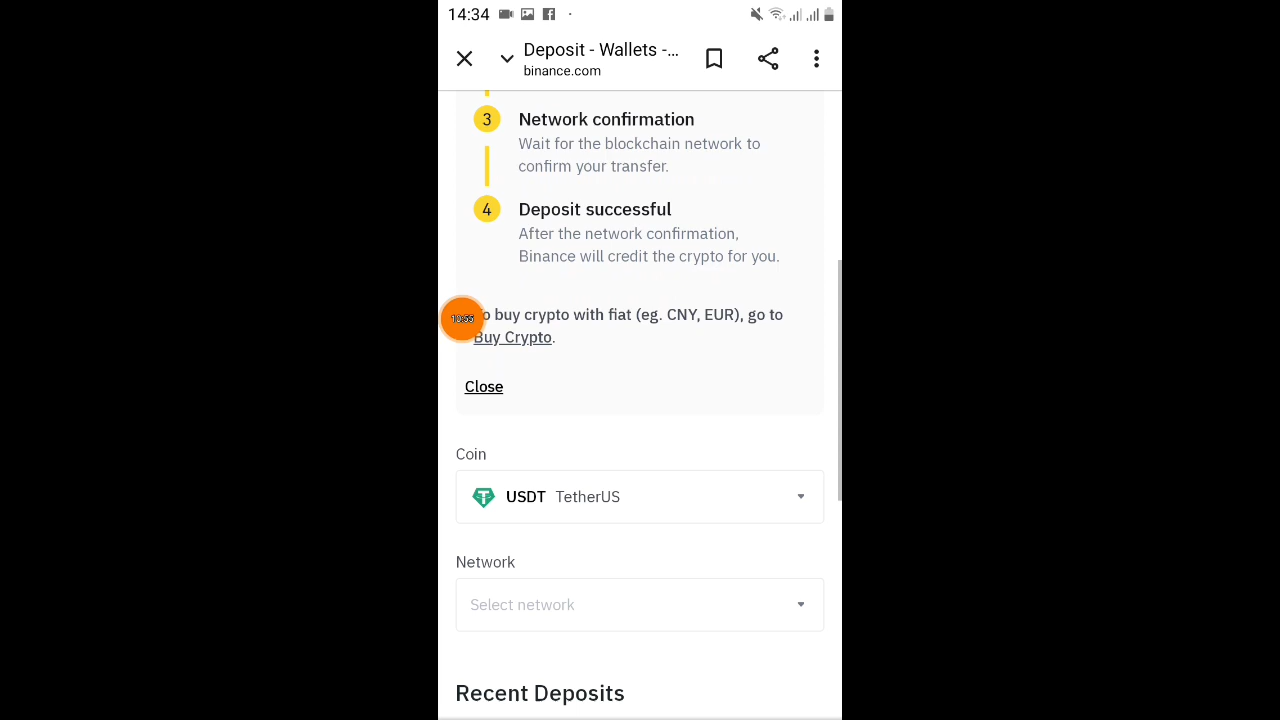 14:34
Deposit - Wallets -...
binance.com
3 Network confirmation
Wait for the blockchain network to
confirm your transfer.
4 Deposit successful
After the network confirmation,
Binance will credit the crypto for you.
10:55
o buy crypto with fiat (eg. CNY, EUR), go to
Buy Crypto.
Close
Coin
USDT TetherUS
Network
Select network
Recent Deposits